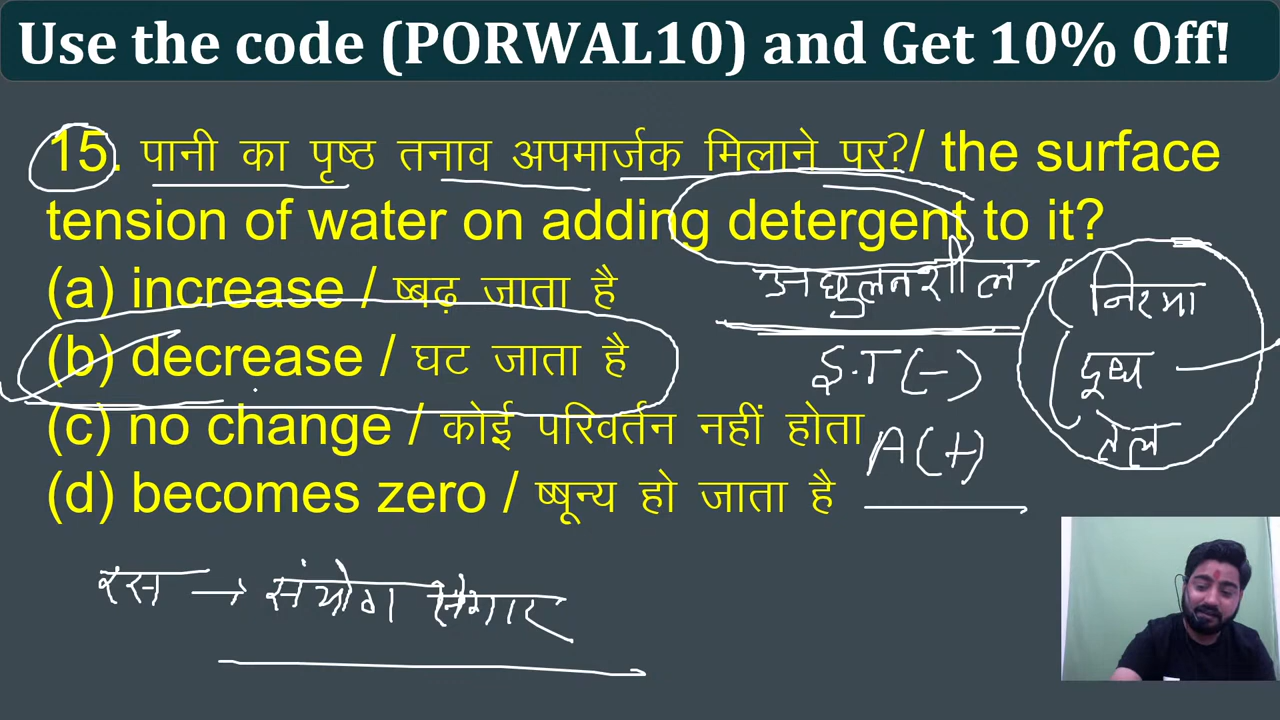 Use the code (PORWAL10) and Get 10% Off!
15. पानी का पृष्ठ तनाव अपमार्जक मिलाने पर?/ the surface
tension of water on adding detergent to it?
(a) increase / ष्बढ़ जाता है
(b) decrease / घट जाता है
(c) no change / कोई परिवर्तन नहीं होता
(d) becomes zero / ष्षून्य हो जाता है
अघुलनशील
S.T (-)
A (+)
निरमा
दूध
तेल
रस → संयोग